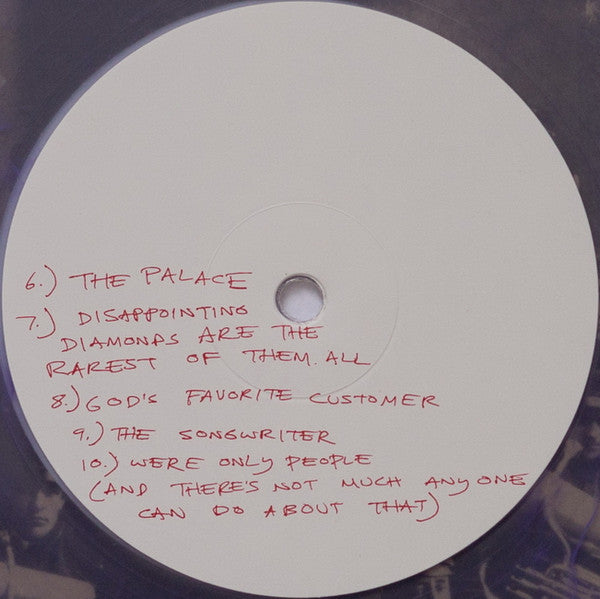 6.) THE PALACE
7.) DISAPPOINTING
DIAMONDS ARE THE
RAREST OF THEM ALL
8.) GOD'S FAVORITE CUSTOMER
9.) THE SONGWRITER
10.) WERE ONLY PEOPLE
(AND THERE'S NOT MUCH ANYONE
CAN DO ABOUT THAT)